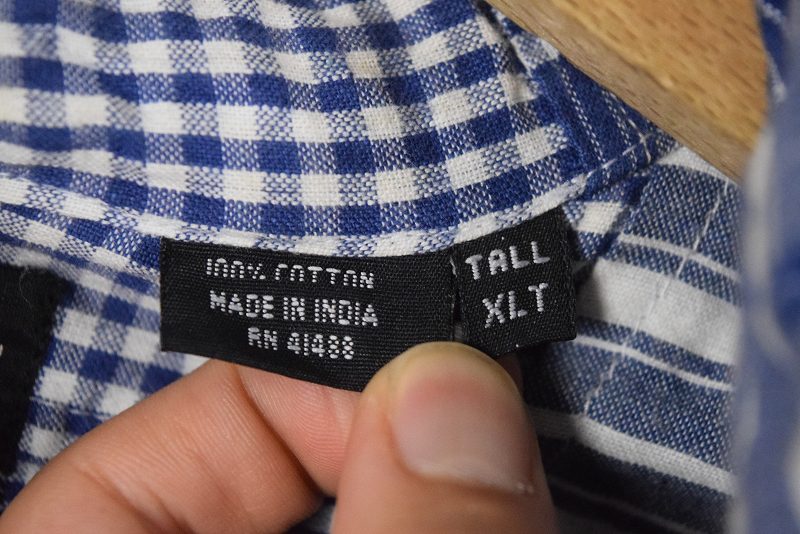 100% COTTON
MADE IN INDIA
RN 41488
TALL
XLT